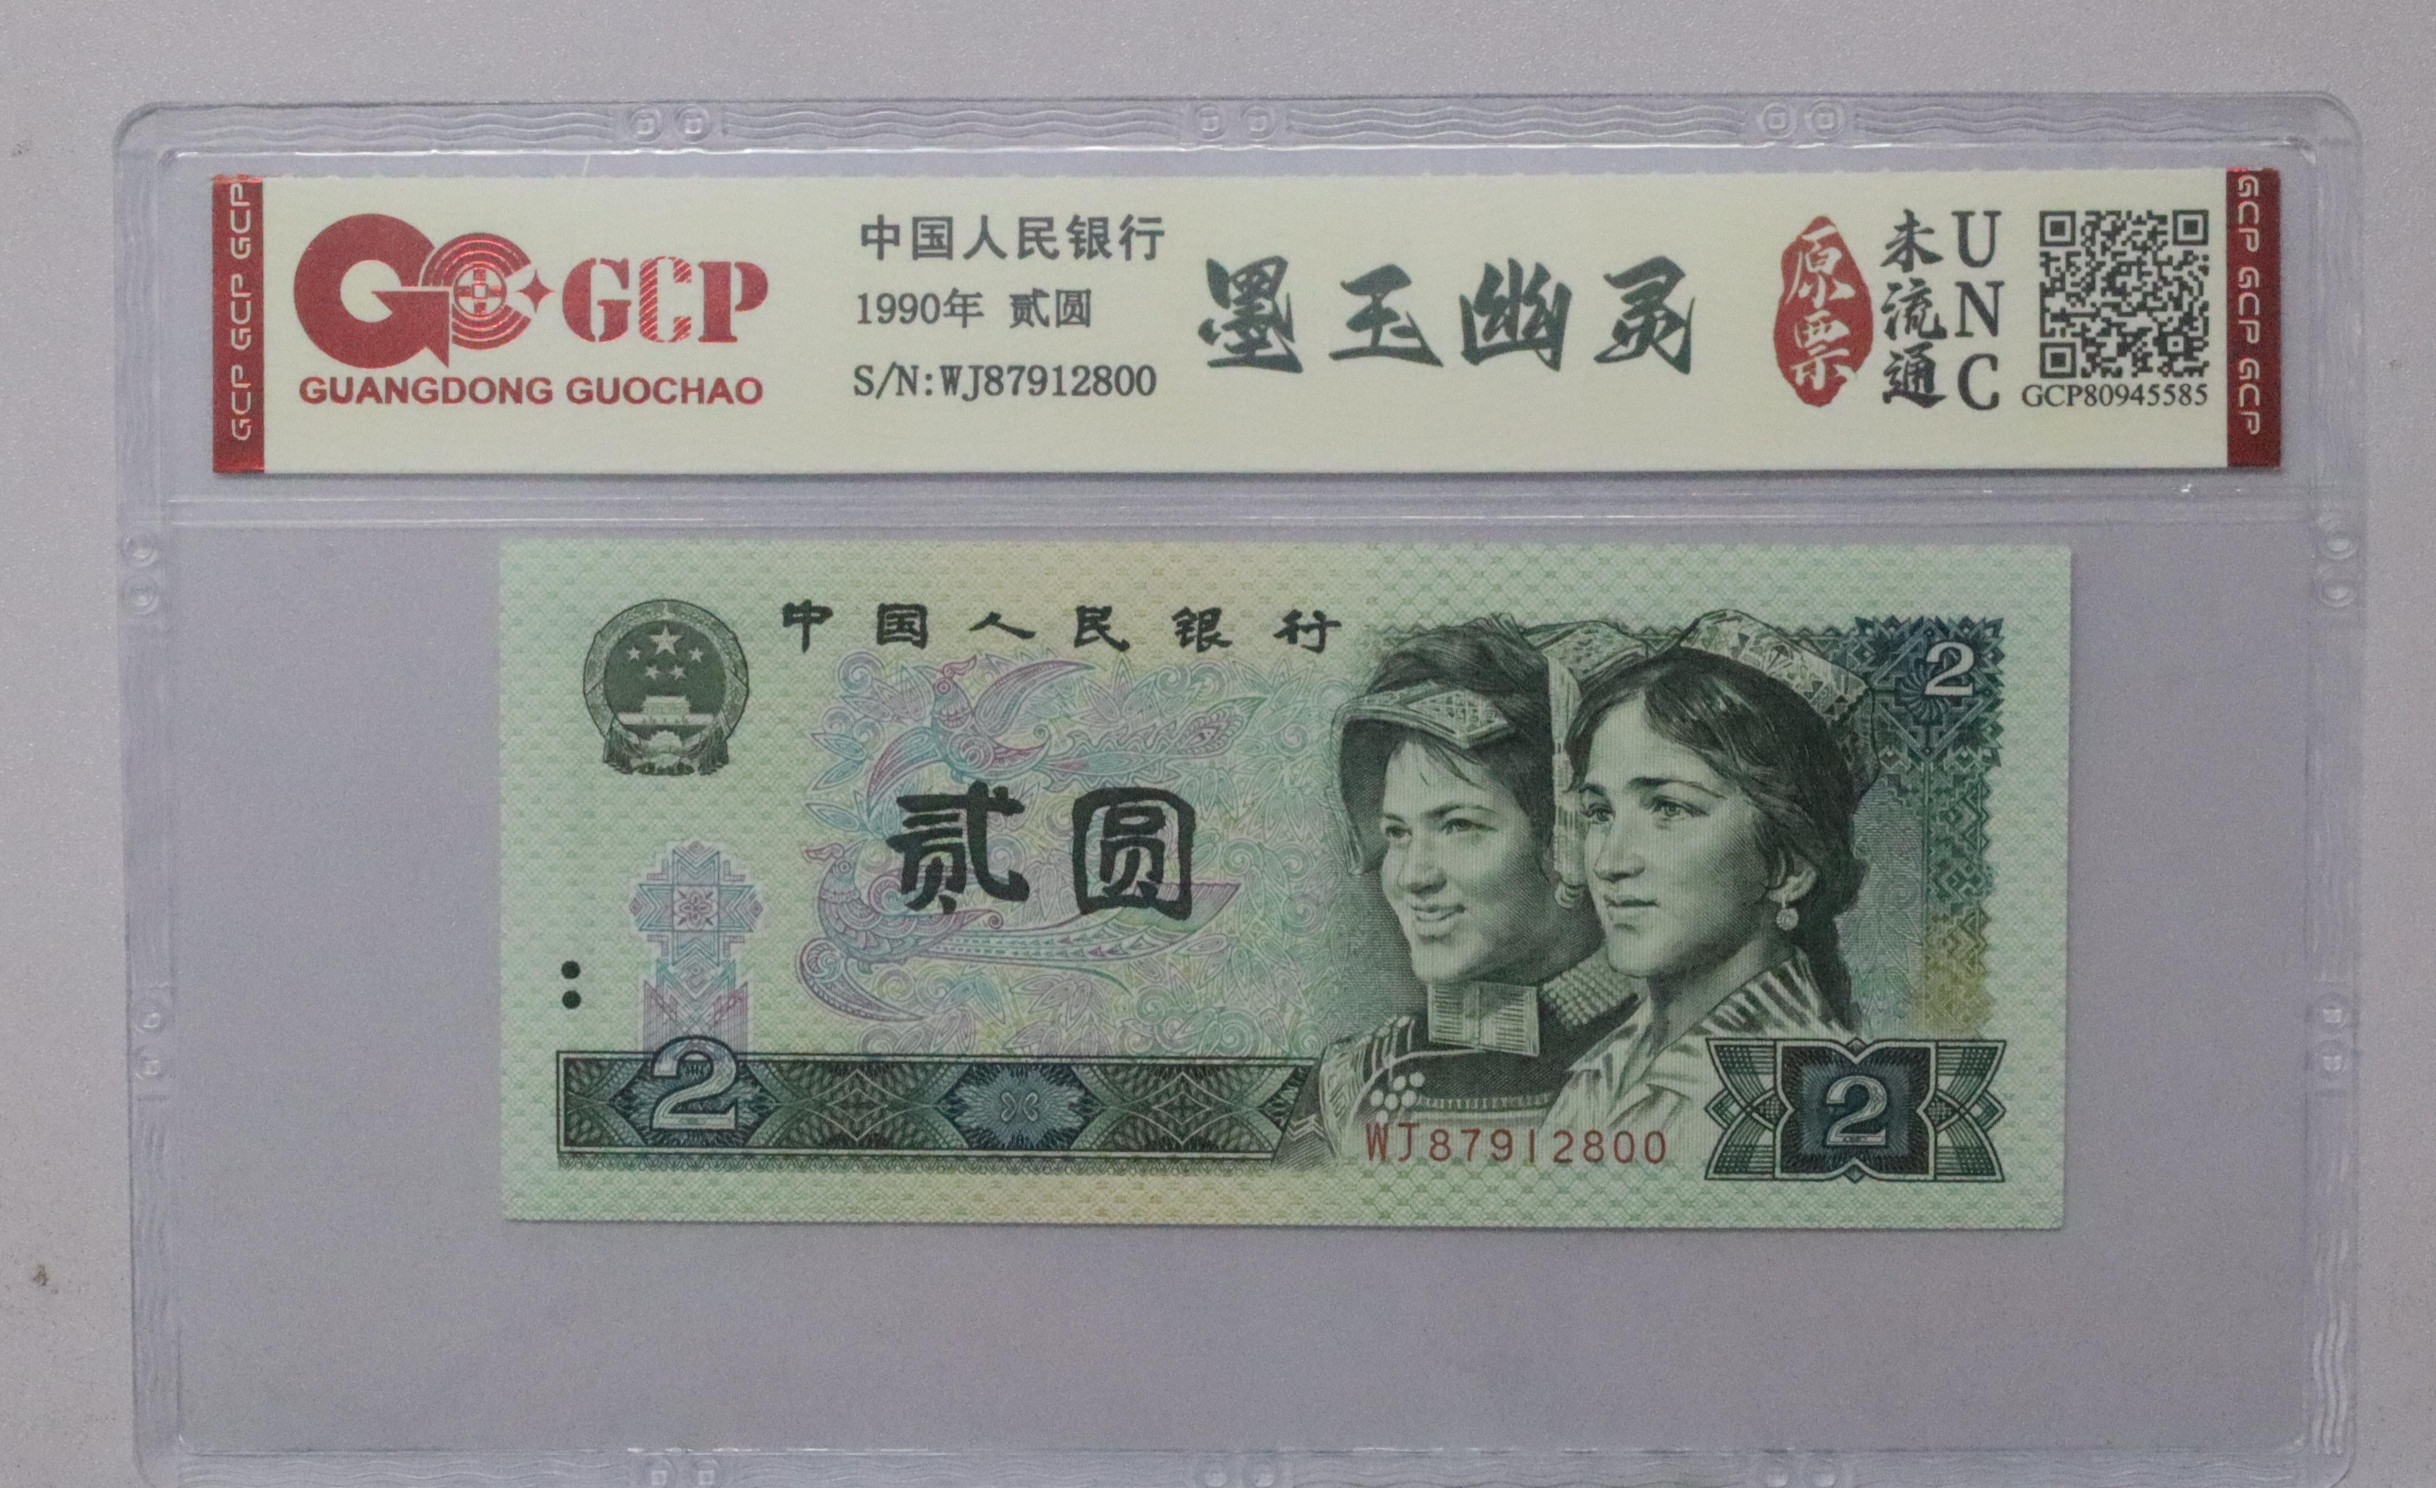 GCP GCP GCP
GCP
GUANGDONG GUOCHAO
中国人民银行
1990年 贰圆
S/N:WJ87912800
墨玉幽灵
原票
未流通
UNC
GCP80945585
GCP GCP GCP
中国人民银行
2
贰圆
2
WJ87912800
2